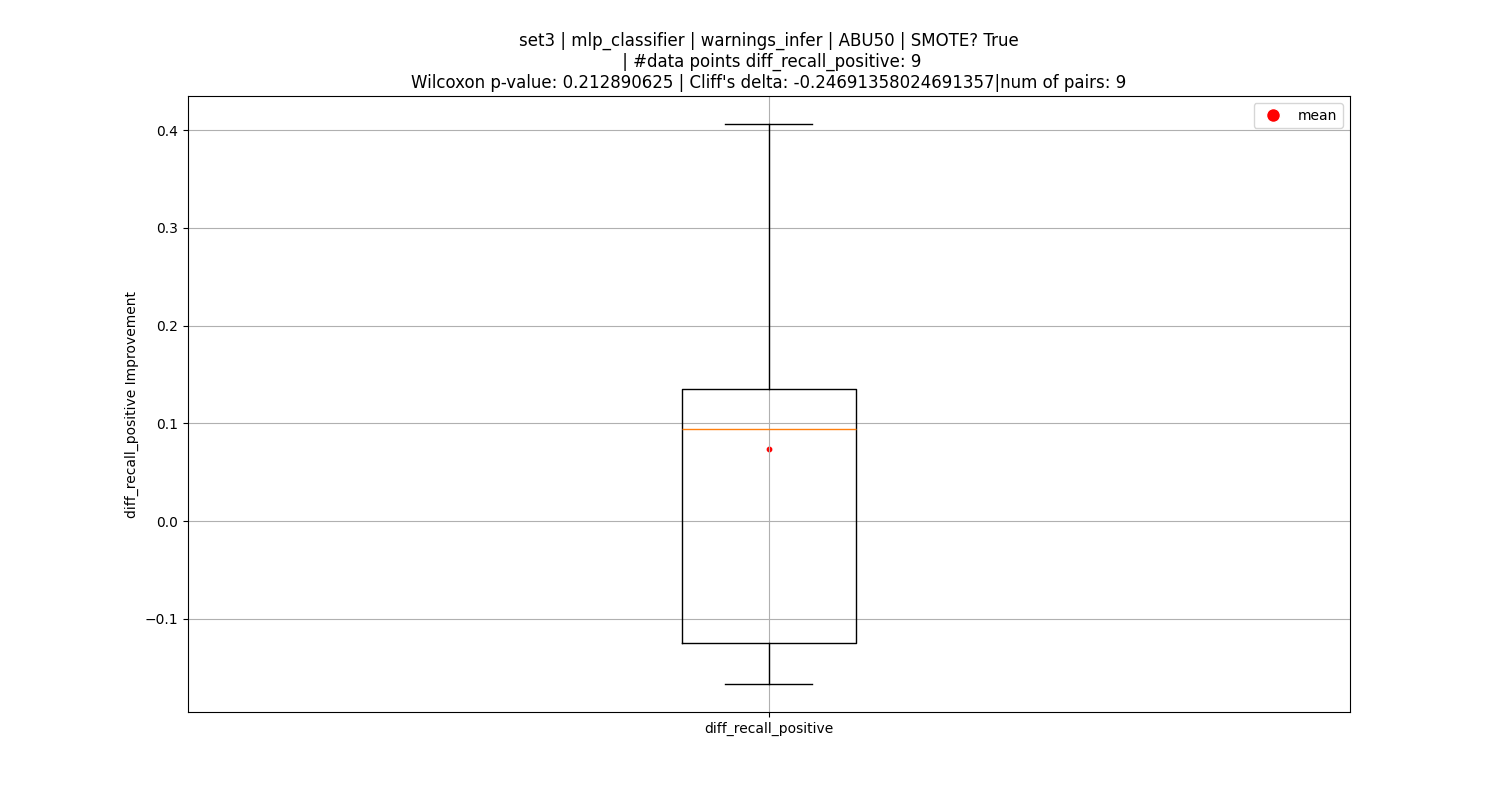 set3 | mlp_classifier | warnings_infer | ABU50 | SMOTE? True
| #data points diff_recall_positive: 9
Wilcoxon p-value: 0.212890625 | Cliff's delta: -0.24691358024691357|num of pairs: 9
mean
0.4
0.3
0.2
0.1
0.0
−0.1
diff_recall_positive Improvement
diff_recall_positive